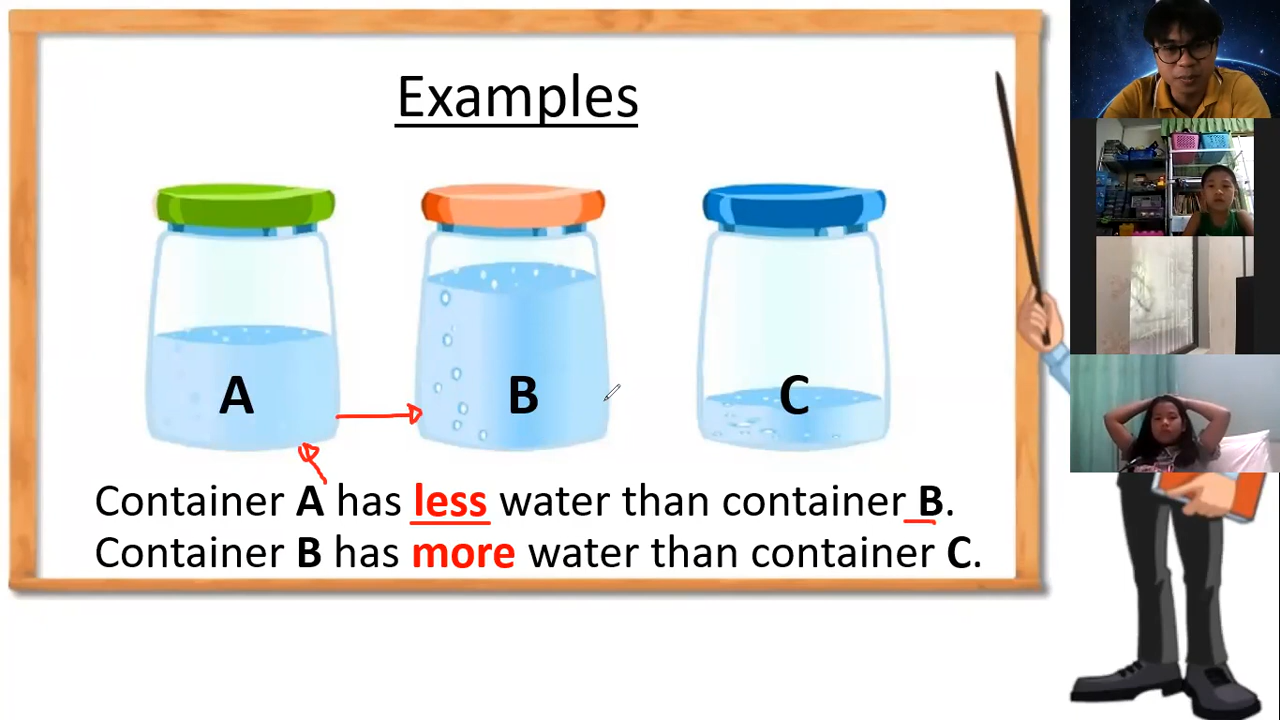 Examples
A
B
C
Container A has less water than container B.
Container B has more water than container C.